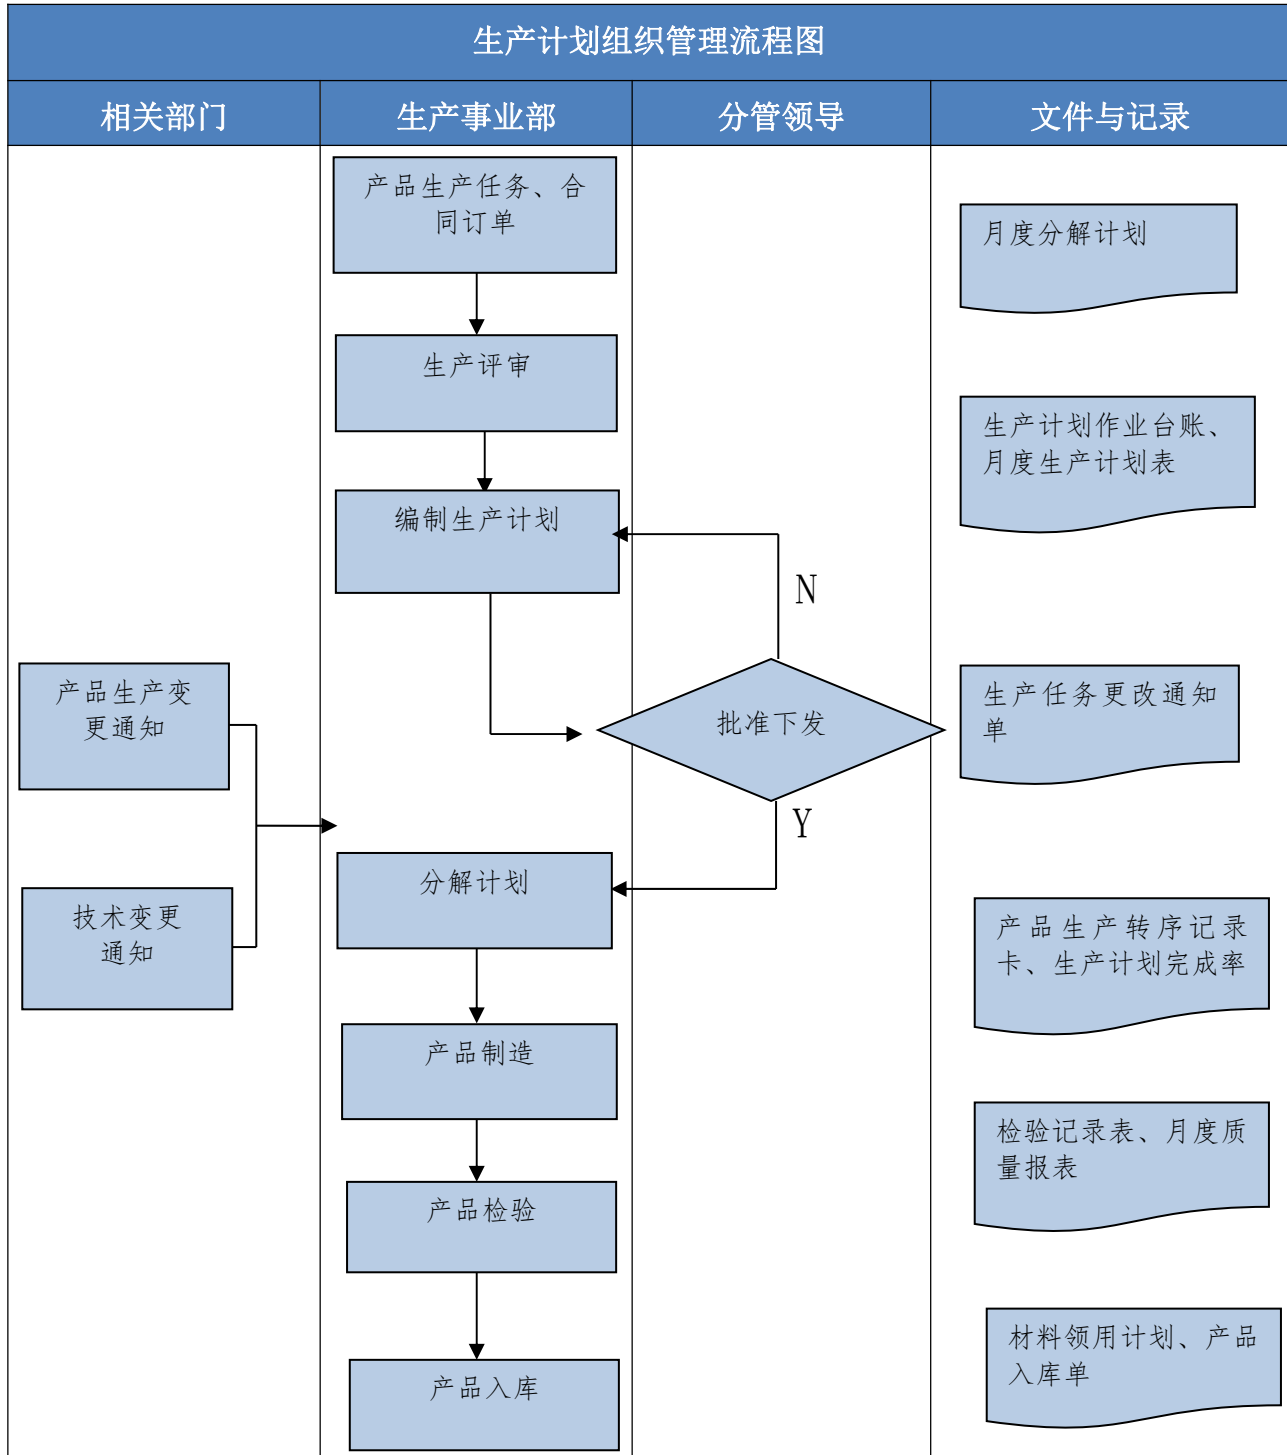 生产计划组织管理流程图
相关部门
生产事业部
分管领导
文件与记录
产品生产任务、合
同订单
月度分解计划
生产评审
生产计划作业台账、
月度生产计划表
编制生产计划
N
产品生产变
更通知
批准下发
生产任务更改通知
单
Y
分解计划
技术变更
通知
产品生产转序记录
卡、生产计划完成率
产品制造
检验记录表、月度质
量报表
产品检验
材料领用计划、产品
入库单
产品入库